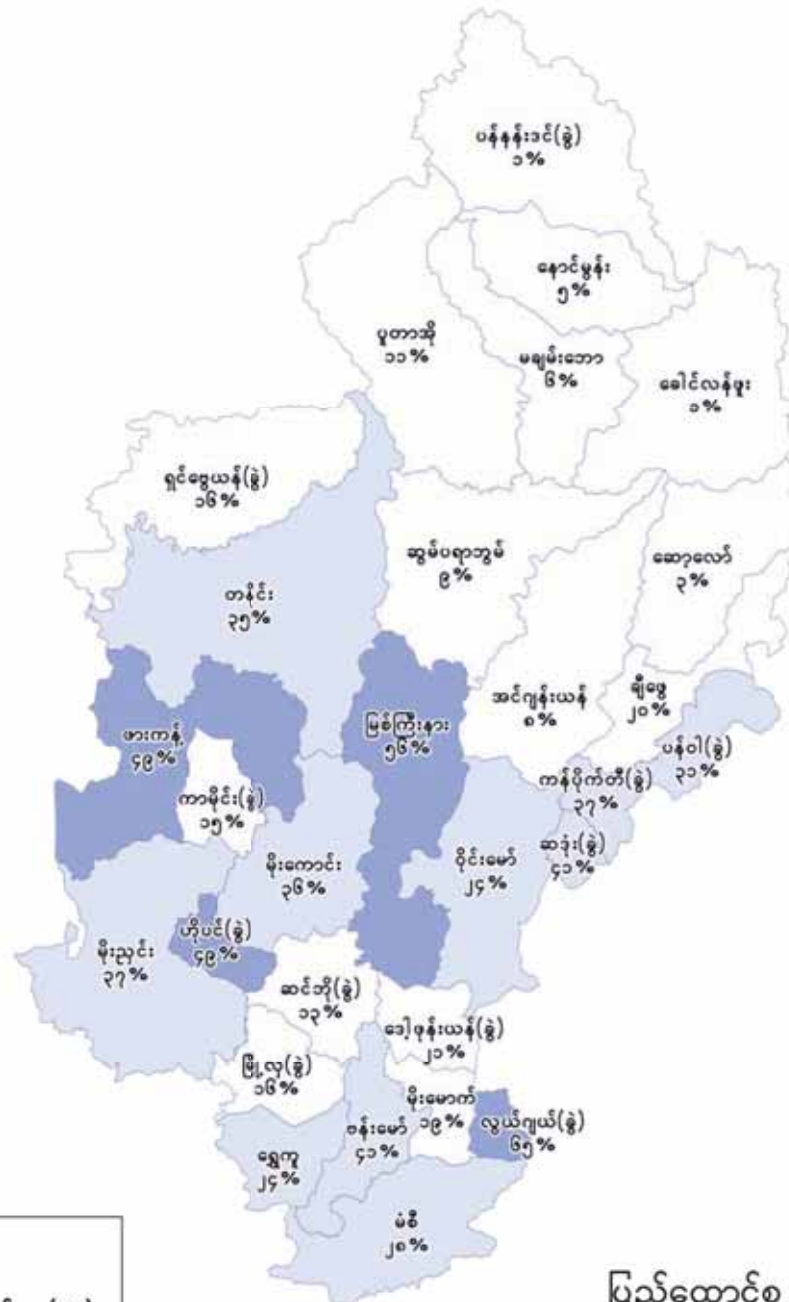 ပန်နန်းဒင်(ခွဲ)
၁%
နောင်မွန်း
၅%
ပူတာအို
၁၁%
မချမ်းဘော
၆%
ခေါင်လန်ဖူး
၁%
ရှင်ဗွေယန်(ခွဲ)
၁၆%
ဆွမ်ပရာဘွမ်
၉%
ဆော့လော်
၃%
တနိုင်း
၃၅%
အင်ဂျန်းယန်
၈%
ချီဖွေ
၂၀%
ဖားကန့်
၄၉%
မြစ်ကြီးနား
၅၆%
ပန်ဝါ(ခွဲ)
၃၁%
ကန်ပိုက်တီ(ခွဲ)
၃၇%
ကာမိုင်း(ခွဲ)
၁၅%
ဆဒုံး(ခွဲ)
၄၁%
မိုးကောင်း
၃၆%
ဝိုင်းမော်
၂၄%
ဟိုပင်(ခွဲ)
၄၉%
မိုးညှင်း
၃၇%
ဆင်ဘို(ခွဲ)
၁၃%
ဒေါ့ဖုန်းယန်(ခွဲ)
၂၁%
မြို့လှ(ခွဲ)
၁၆%
မိုးမောက်
၁၉%
လွယ်ဂျယ်(ခွဲ)
၆၅%
ဗန်းမော်
၄၁%
ရွှေကူ
၂၄%
မံစီ
၂၈%
ပြည်ထောင်စု